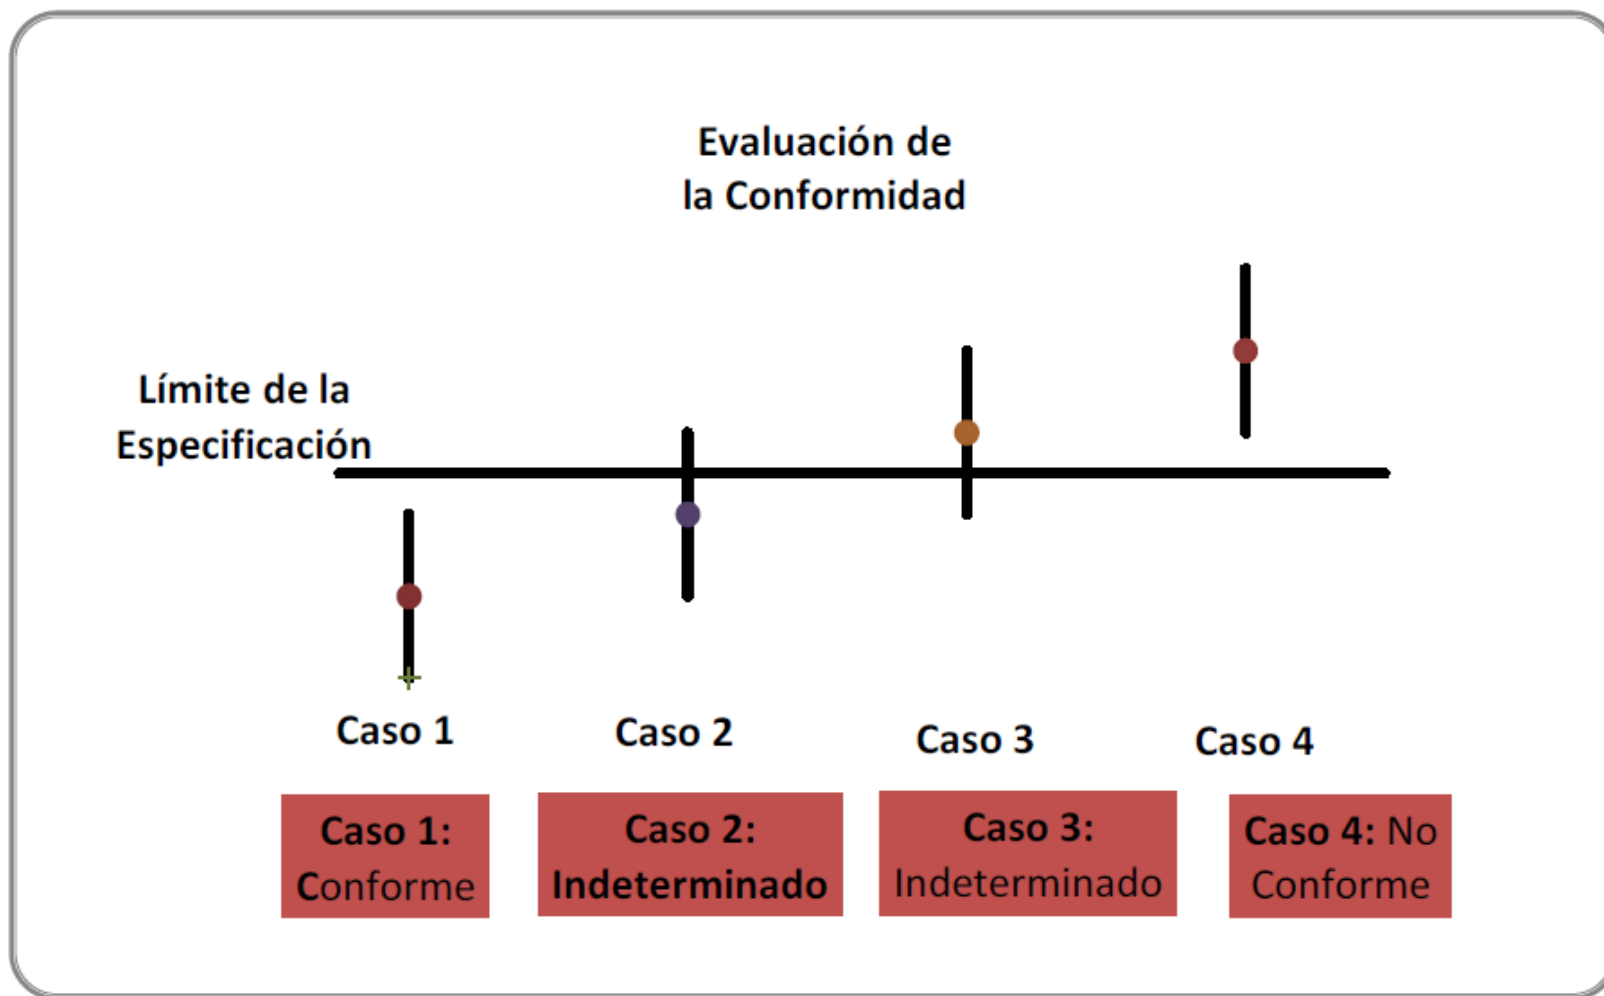 Evaluación de
la Conformidad
Límite de la
Especificación
Caso 1
Caso 2
Caso 3
Caso 4
Caso 1:
Conforme
Caso 2:
Indeterminado
Caso 3:
Indeterminado
Caso 4: No
Conforme